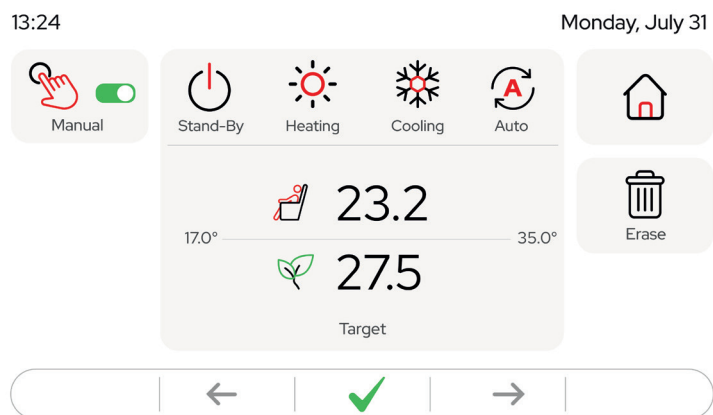 13:24
Monday, July 31
Manual
Stand-By
Heating
Cooling
A
Auto
23.2
17.0°
35.0°
27.5
Target
Erase